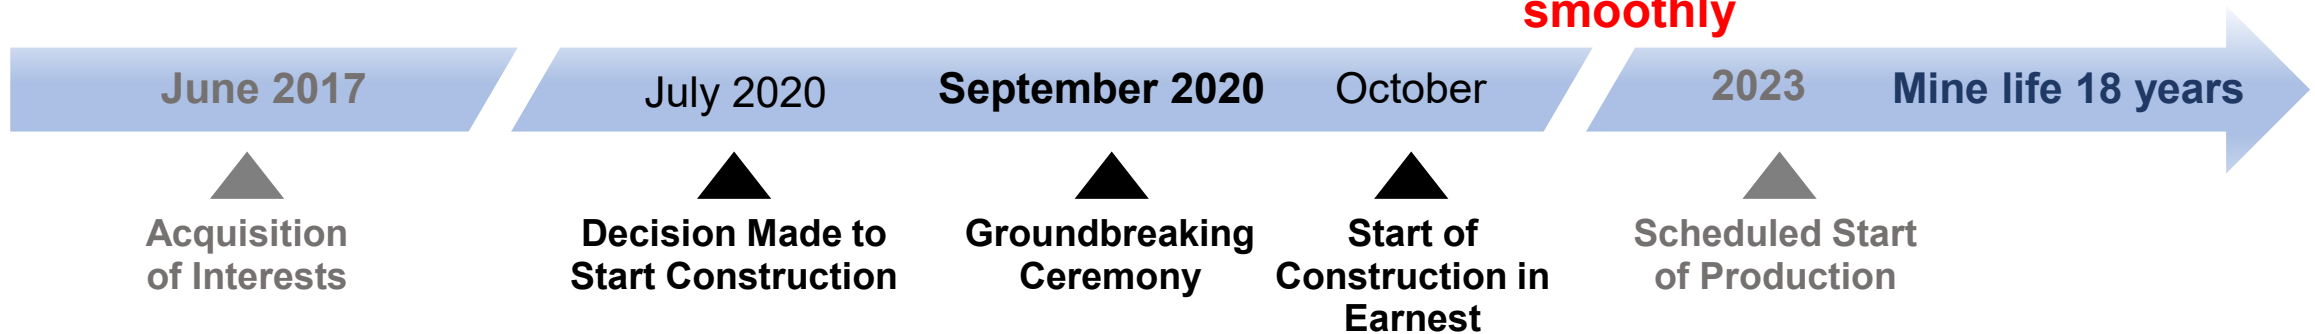 smoothly
June 2017
July 2020
September 2020
October
2023
Mine life 18 years
Acquisition
of Interests
Decision Made to
Start Construction
Groundbreaking
Ceremony
Start of
Construction in
Earnest
Scheduled Start
of Production